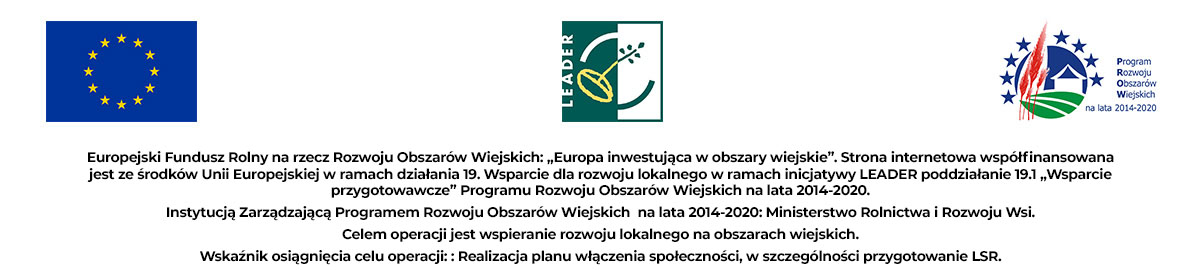 LEADER
Program
Rozwoju
Obszarów
Wiejskich
na lata 2014-2020
Europejski Fundusz Rolny na rzecz Rozwoju Obszarów Wiejskich: „Europa inwestująca w obszary wiejskie”. Strona internetowa współfinansowana
jest ze środków Unii Europejskiej w ramach działania 19. Wsparcie dla rozwoju lokalnego w ramach inicjatywy LEADER poddziałanie 19.1 „Wsparcie
przygotowawcze” Programu Rozwoju Obszarów Wiejskich na lata 2014-2020.
Instytucją Zarządzającą Programem Rozwoju Obszarów Wiejskich na lata 2014-2020: Ministerstwo Rolnictwa i Rozwoju Wsi.
Celem operacji jest wspieranie rozwoju lokalnego na obszarach wiejskich.
Wskaźnik osiągnięcia celu operacji: : Realizacja planu włączenia społeczności, w szczególności przygotowanie LSR.